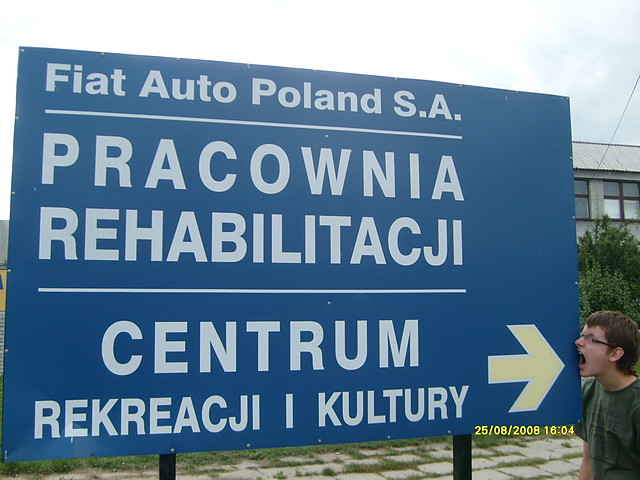 Fiat Auto Poland S.A.
PRACOWNIA
REHABILITACJI
CENTRUM
REKREACJI I KULTURY
25/08/2008 16:04